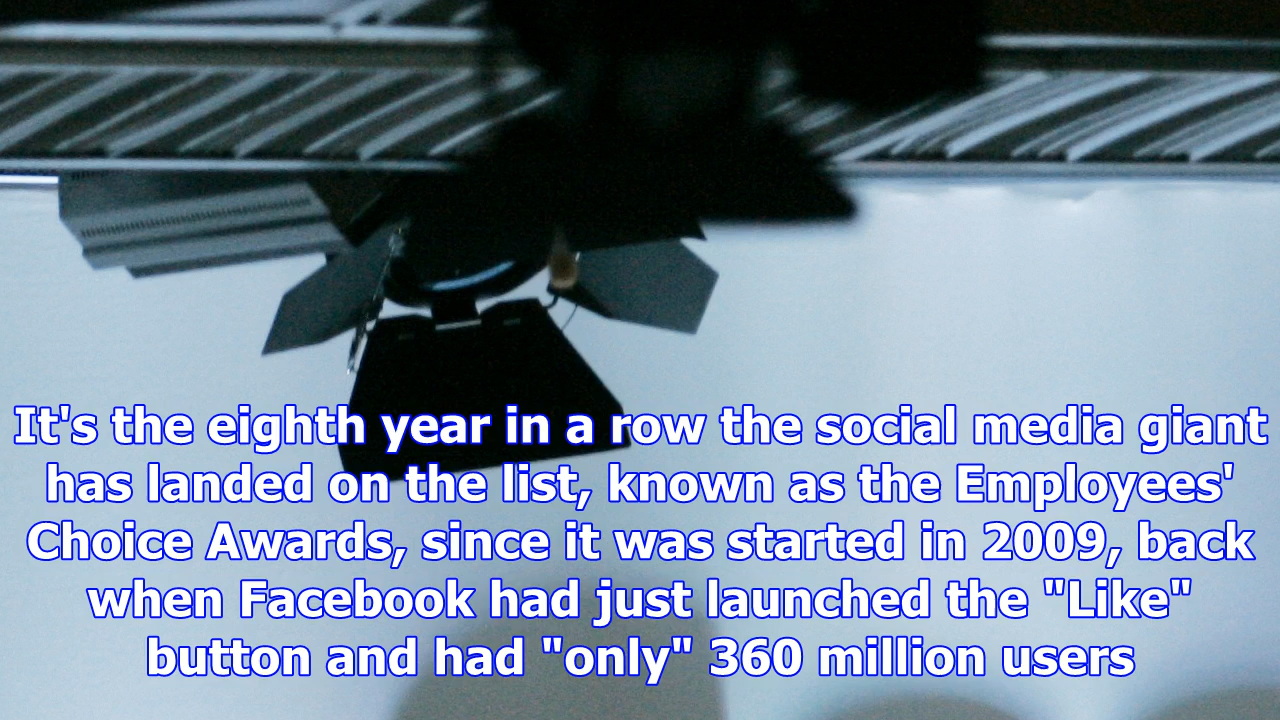 It's the eighth year in a row the social media giant
has landed on the list, known as the Employees'
Choice Awards, since it was started in 2009, back
when Facebook had just launched the "Like"
button and had "only" 360 million users